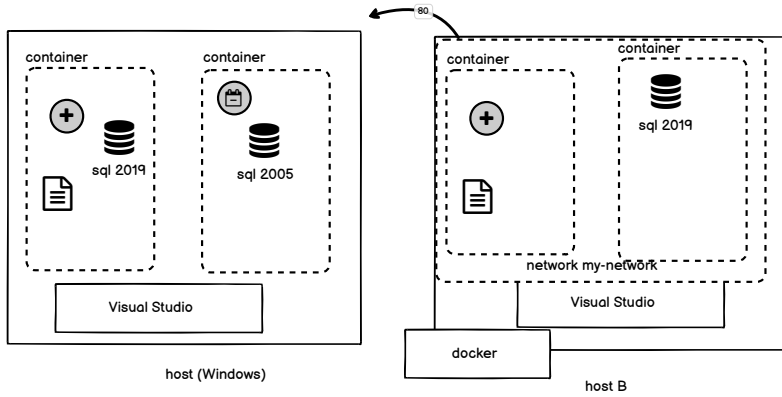 80
container
container
container
container
sql 2019
sql 2019
sql 2005
network my-network
Visual Studio
Visual Studio
docker
host (Windows)
host B